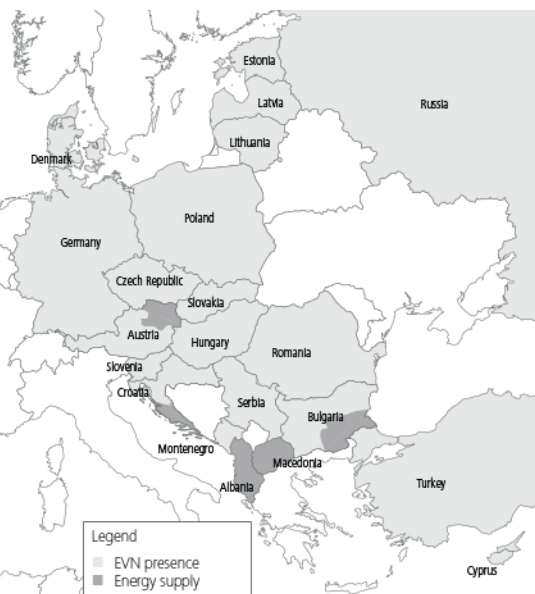 Estonia
Russia
Latvia
Lithuania
Denmark
Poland
Germany
Czech Republic
Slovakia
Austria
Hungary
Romania
Slovenia
Croatia
Serbia
Bulgaria
Montenegro
Macedonia
Albania
Turkey
Cyprus
Legend
EVN presence
Energy supply